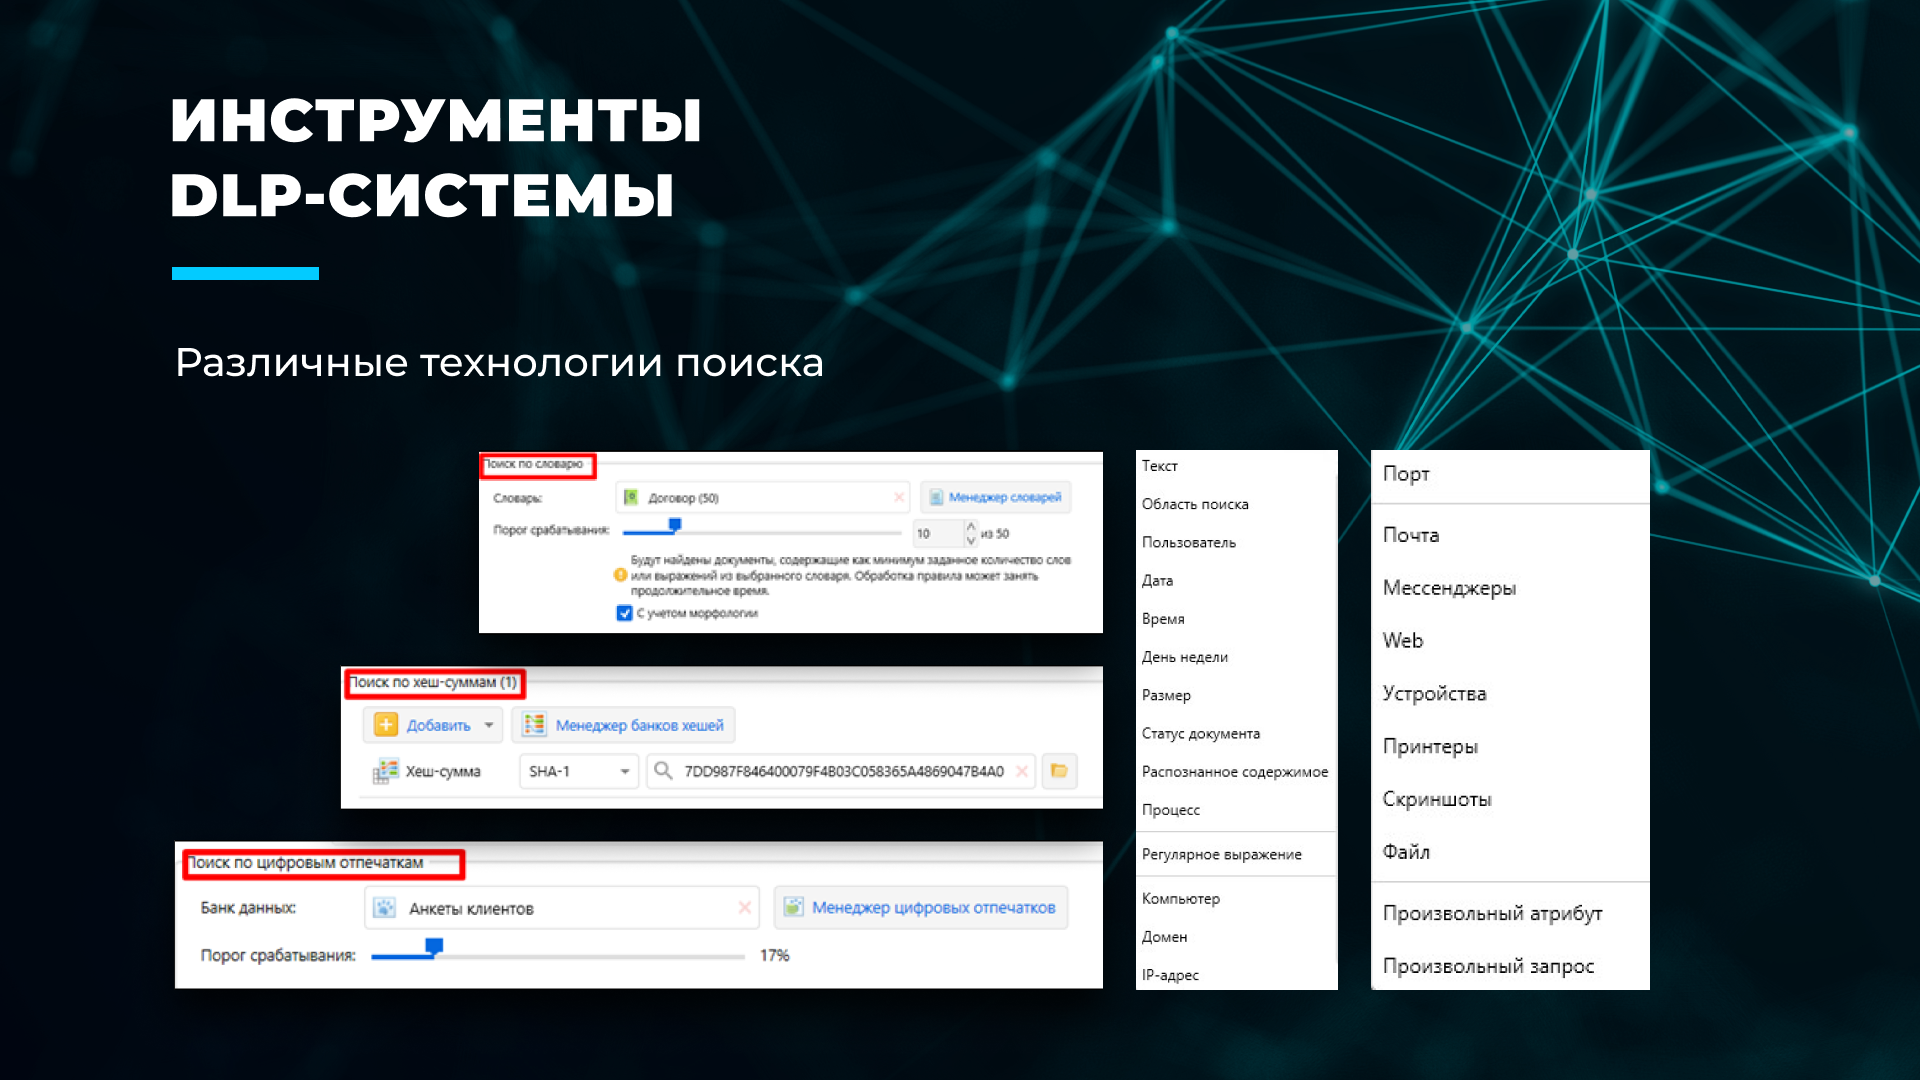 ИНСТРУМЕНТЫ
DLP-СИСТЕМЫ
Различные технологии поиска
Поиск по словарю
Словарь:
Договор (50)
Менеджер словарей
Порог срабатывания:
10
из 50
Будут найдены документы, содержащие как минимум заданное количество слов
или выражений из выбранного словаря. Обработка правила может занять
продолжительное время.
С учетом морфологии
Поиск по хеш-суммам (1)
Добавить
Менеджер банков хешей
Хеш-сумма
SHA-1
7DD987F846400079F4B03C058365A4869047B4A0
Поиск по цифровым отпечаткам
Банк данных:
Анкеты клиентов
Менеджер цифровых отпечатков
Порог срабатывания:
17%
Текст
Область поиска
Пользователь
Дата
Время
День недели
Размер
Статус документа
Распознанное содержимое
Процесс
Регулярное выражение
Компьютер
Домен
IP-адрес
Порт
Почта
Мессенджеры
Web
Устройства
Принтеры
Скриншоты
Файл
Произвольный атрибут
Произвольный запрос